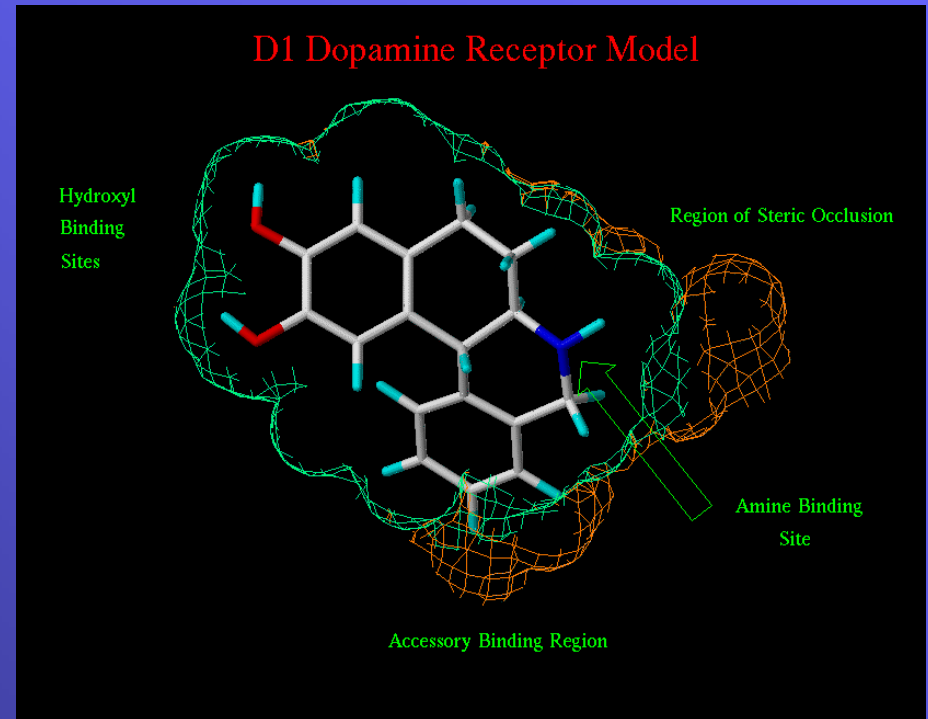 D1 Dopamine Receptor Model
Hydroxyl
Binding
Sites
Region of Steric Occlusion
Amine Binding
Site
Accessory Binding Region